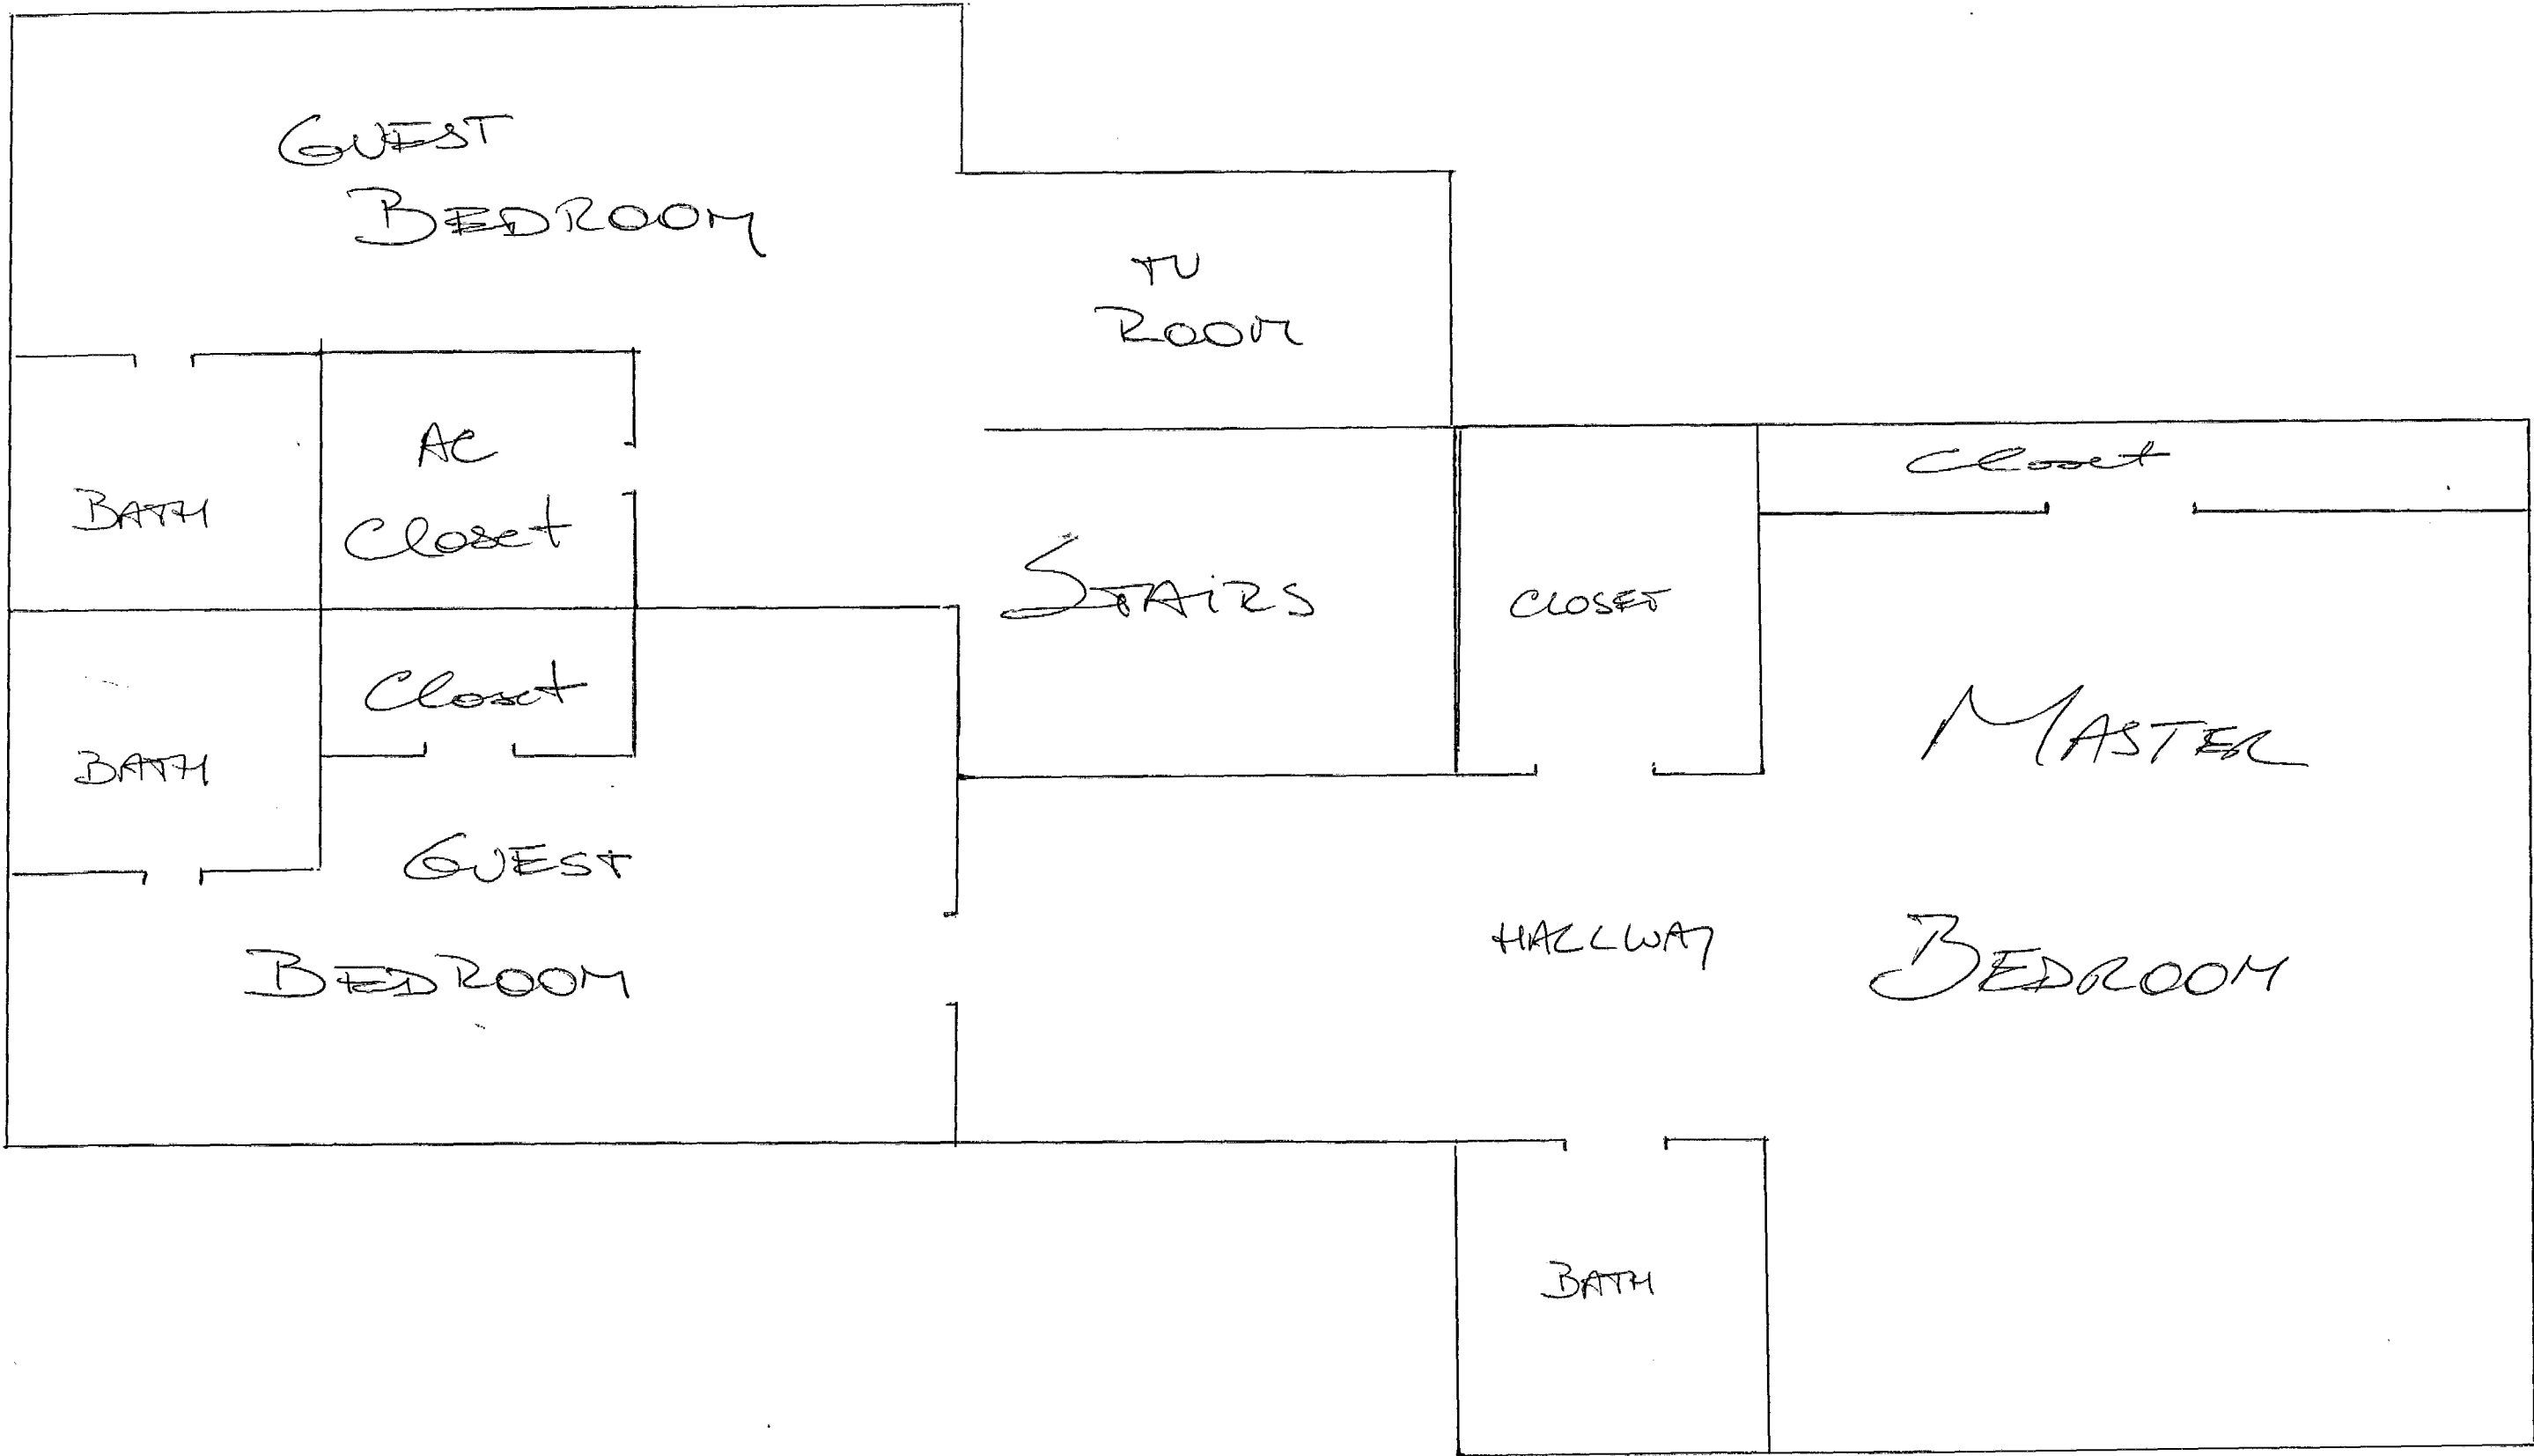 GUEST
BEDROOM
TV
ROOM
AC
Closet
BATH
Closet
STAIRS
CLOSET
Closet
BATH
MASTER
GUEST
BEDROOM
HALLWAY
BEDROOM
BATH